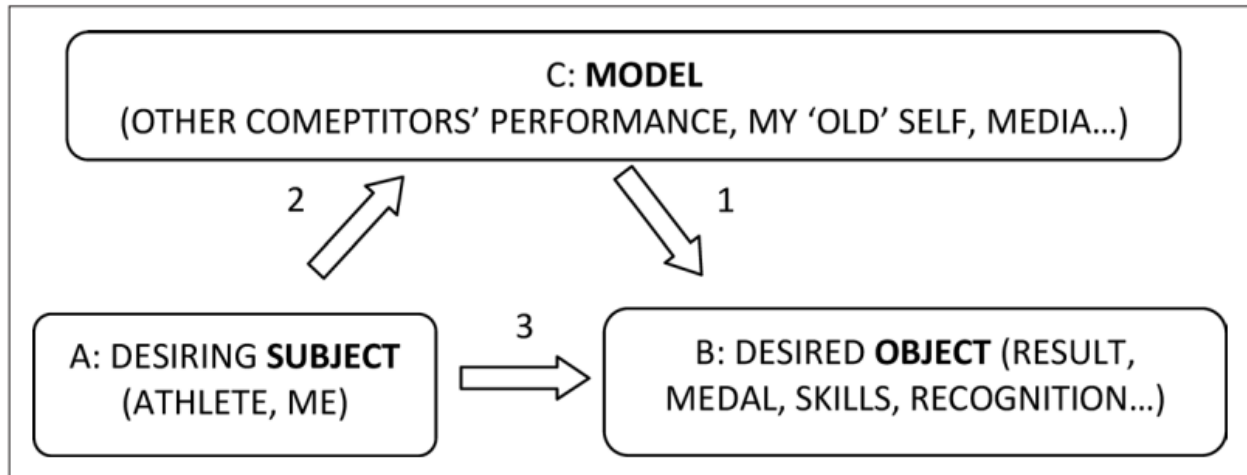 C: MODEL
(OTHER COMEPTITORS’ PERFORMANCE, MY ‘OLD’ SELF, MEDIA…)
2
1
A: DESIRING SUBJECT
(ATHLETE, ME)
3
B: DESIRED OBJECT (RESULT,
MEDAL, SKILLS, RECOGNITION…)